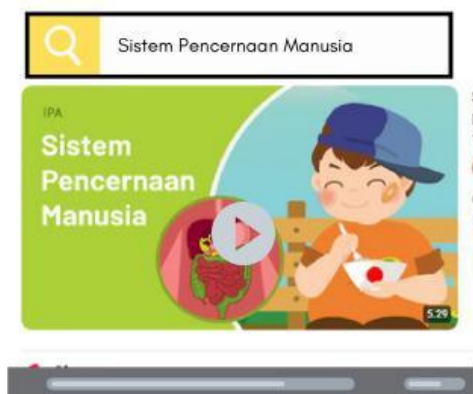 Sistem Pencernaan Manusia
IPA
Sistem
Pencernaan
Manusia
5.29